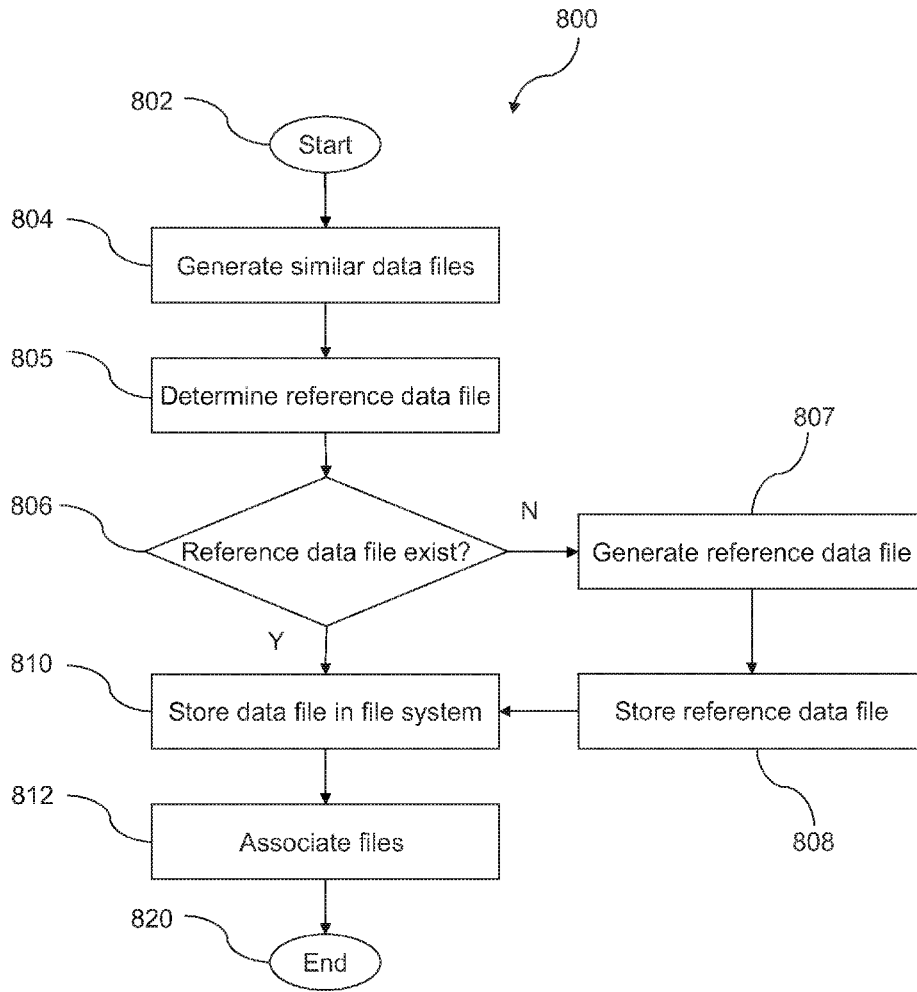 800
802
Start
804
Generate similar data files
805
Determine reference data file
807
806
Reference data file exist?
N
Generate reference data file
Y
810
Store data file in file system
Store reference data file
812
Associate files
808
820
End